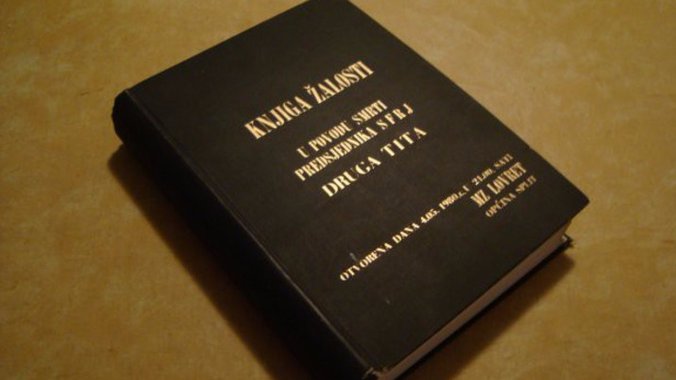 KNJIGA ŽALOSTI
U POVODU SMRTI
PREDSJEDNIKA SFRJ
DRUGA TITA
OTVORENA DANA 4.05. 1980 g. U 21,00 SATI
MZ LOVRET
OPĆINA SPLIT